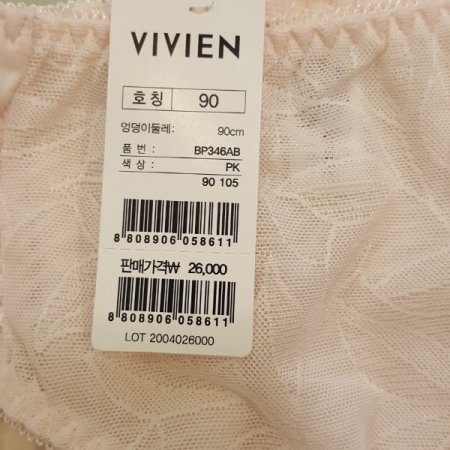 VIVIEN
호칭 90
엉덩이둘레: 90cm
품 번 : BP346AB
색 상 : PK
90 105
8 808906 058611
판매가격₩ 26,000
8 808906 058611
LOT 2004026000